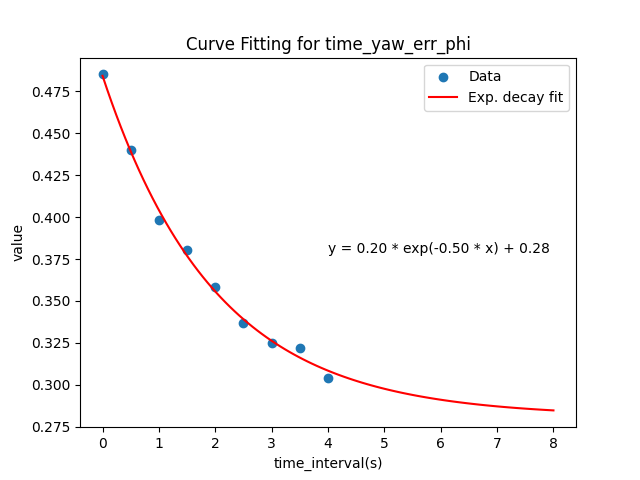 Curve Fitting for time_yaw_err_phi
Data
Exp. decay fit
0.475
0.450
0.425
0.400
0.375
0.350
0.325
0.300
0.275
value
y = 0.20 * exp(-0.50 * x) + 0.28
0 1 2 3 4 5 6 7 8
time_interval(s)